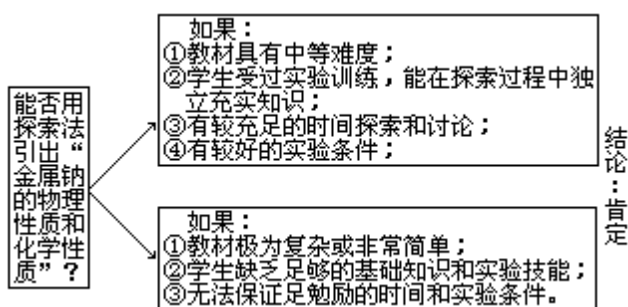 能否用
探索法
引出“
金属钠
的物理
性质和
化学性
质”？
如果：
①教材具有中等难度；
②学生受过实验训练，能在探索过程中独
立充实知识；
③有较充足的时间探索和讨论；
④有较好的实验条件；
如果：
①教材极为复杂或非常简单；
②学生缺乏足够的基础知识和实验技能；
③无法保证足勉励的时间和实验条件。
结论：肯定